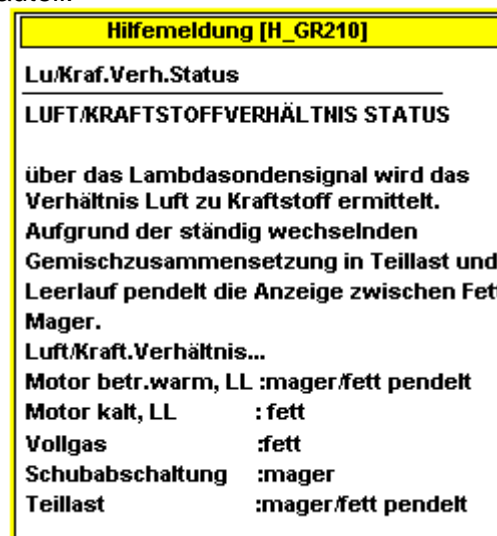 Hilfemeldung [H_GR210]
Lu/Kraf.Verh.Status
LUFT/KRAFTSTOFFVERHÄLTNIS STATUS
über das Lambdasondensignal wird das
Verhältnis Luft zu Kraftstoff ermittelt.
Aufgrund der ständig wechselnden
Gemischzusammensetzung in Teillast und
Leerlauf pendelt die Anzeige zwischen Fett
Mager.
Luft/Kraft.Verhältnis...
Motor betr.warm, LL :mager/fett pendelt
Motor kalt, LL : fett
Vollgas :fett
Schubabschaltung :mager
Teillast :mager/fett pendelt